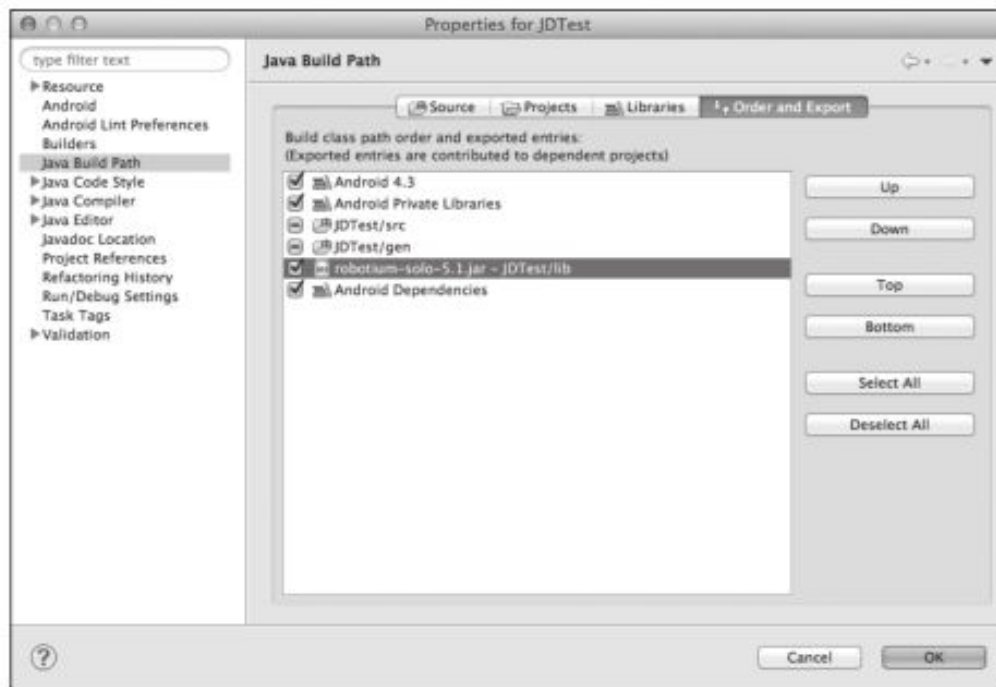 Properties for JDTest
type filter text
Resource
Android
Android Lint Preferences
Builders
Java Build Path
Java Code Style
Java Compiler
Java Editor
Javadoc Location
Project References
Refactoring History
Run/Debug Settings
Task Tags
Validation
Java Build Path
Source Projects Libraries Order and Export
Build class path order and exported entries:
(Exported entries are contributed to dependent projects)
Android 4.3
Android Private Libraries
JDTest/src
JDTest/gen
robotium-solo-5.1.jar - JDTest/lib
Android Dependencies
Up
Down
Top
Bottom
Select All
Deselect All
?
Cancel OK